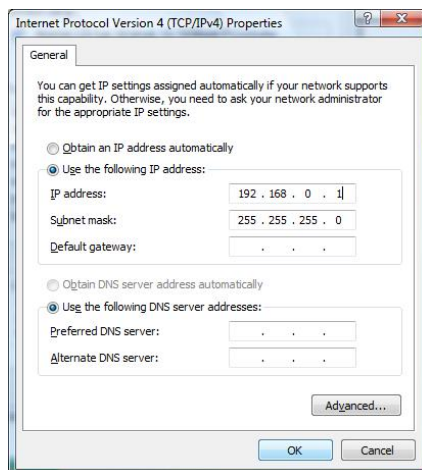 Internet Protocol Version 4 (TCP/IPv4) Properties
?
X
General
You can get IP settings assigned automatically if your network supports
this capability. Otherwise, you need to ask your network administrator
for the appropriate IP settings.
Obtain an IP address automatically
Use the following IP address:
IP address: 192 . 168 . 0 . 1
Subnet mask: 255 . 255 . 255 . 0
Default gateway: . . .
Obtain DNS server address automatically
Use the following DNS server addresses:
Preferred DNS server: . . .
Alternate DNS server: . . .
Advanced...
OK Cancel